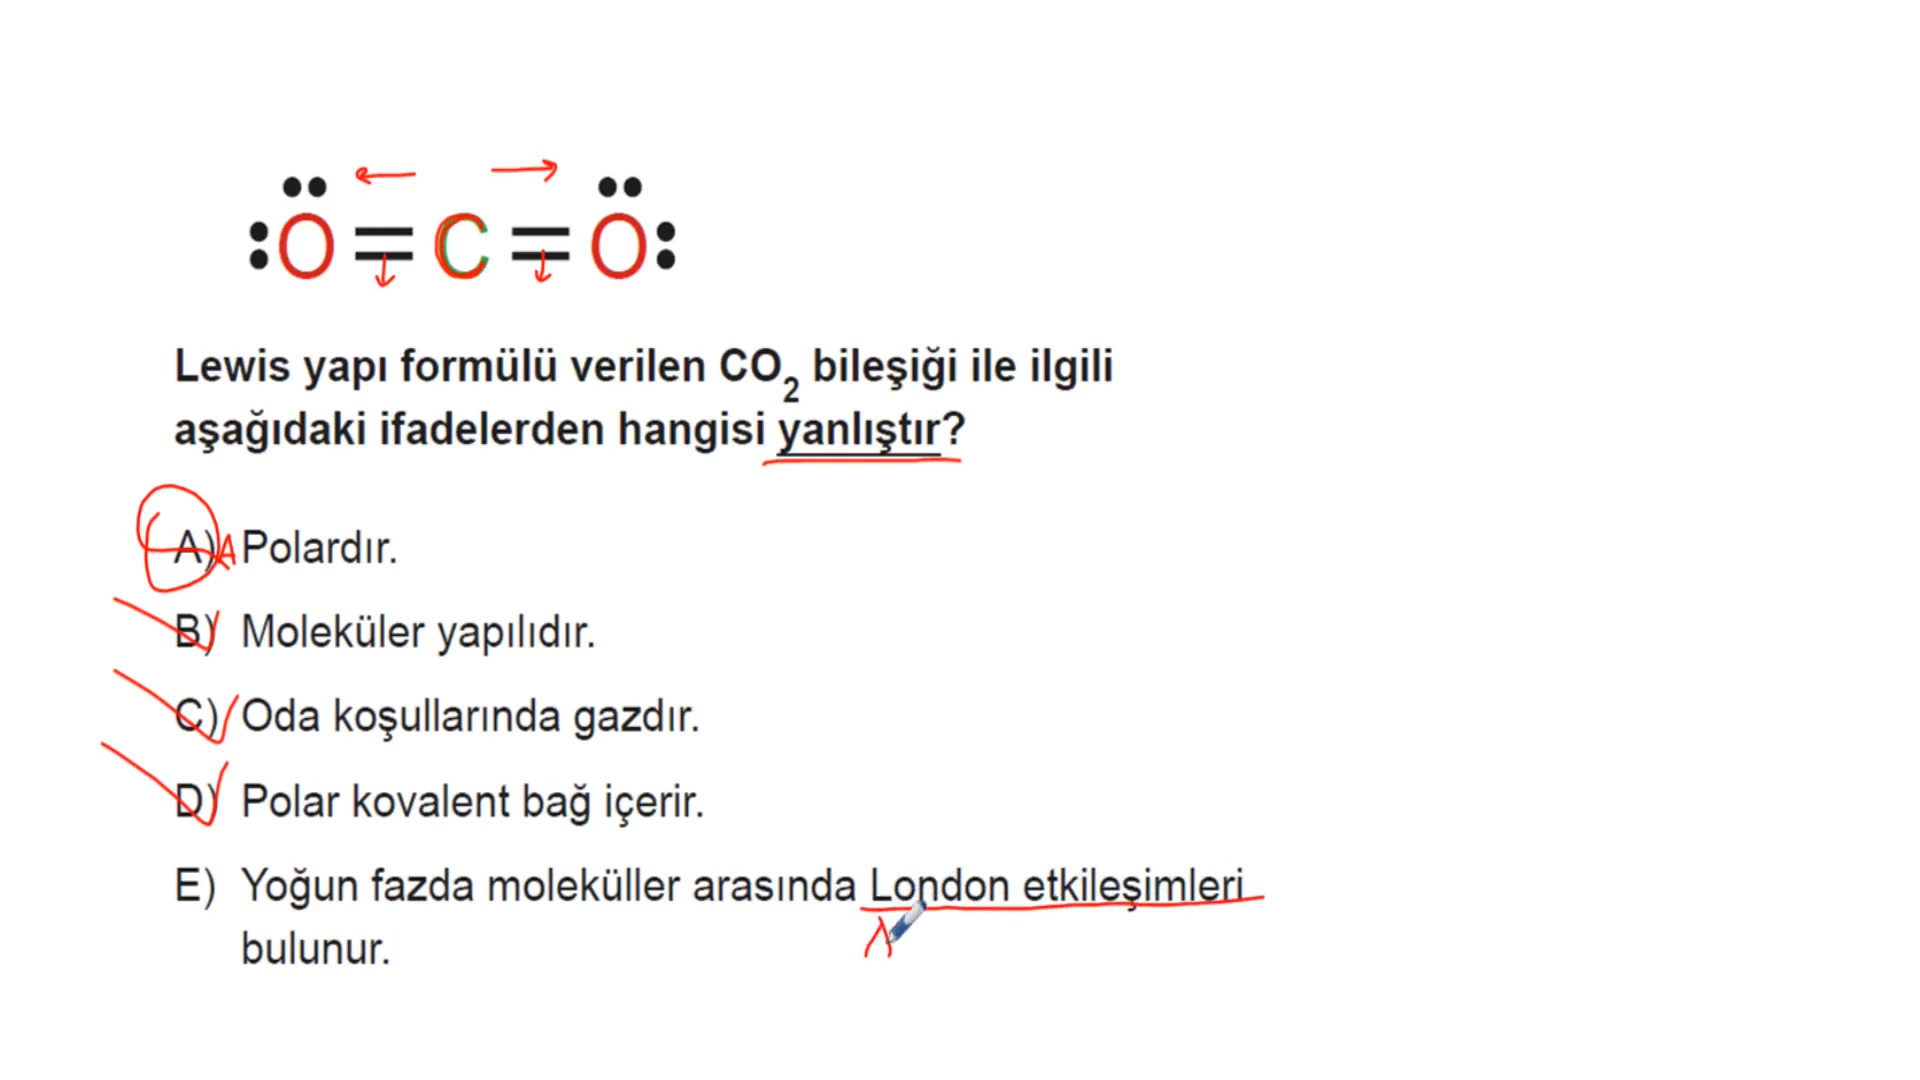 :O=C=O:
Lewis yapı formülü verilen CO2 bileşiği ile ilgili
aşağıdaki ifadelerden hangisi yanlıştır?
A) A Polardır.
B) Moleküler yapılıdır.
C) Oda koşullarında gazdır.
D) Polar kovalent bağ içerir.
E) Yoğun fazda moleküller arasında London etkileşimleri
bulunur.